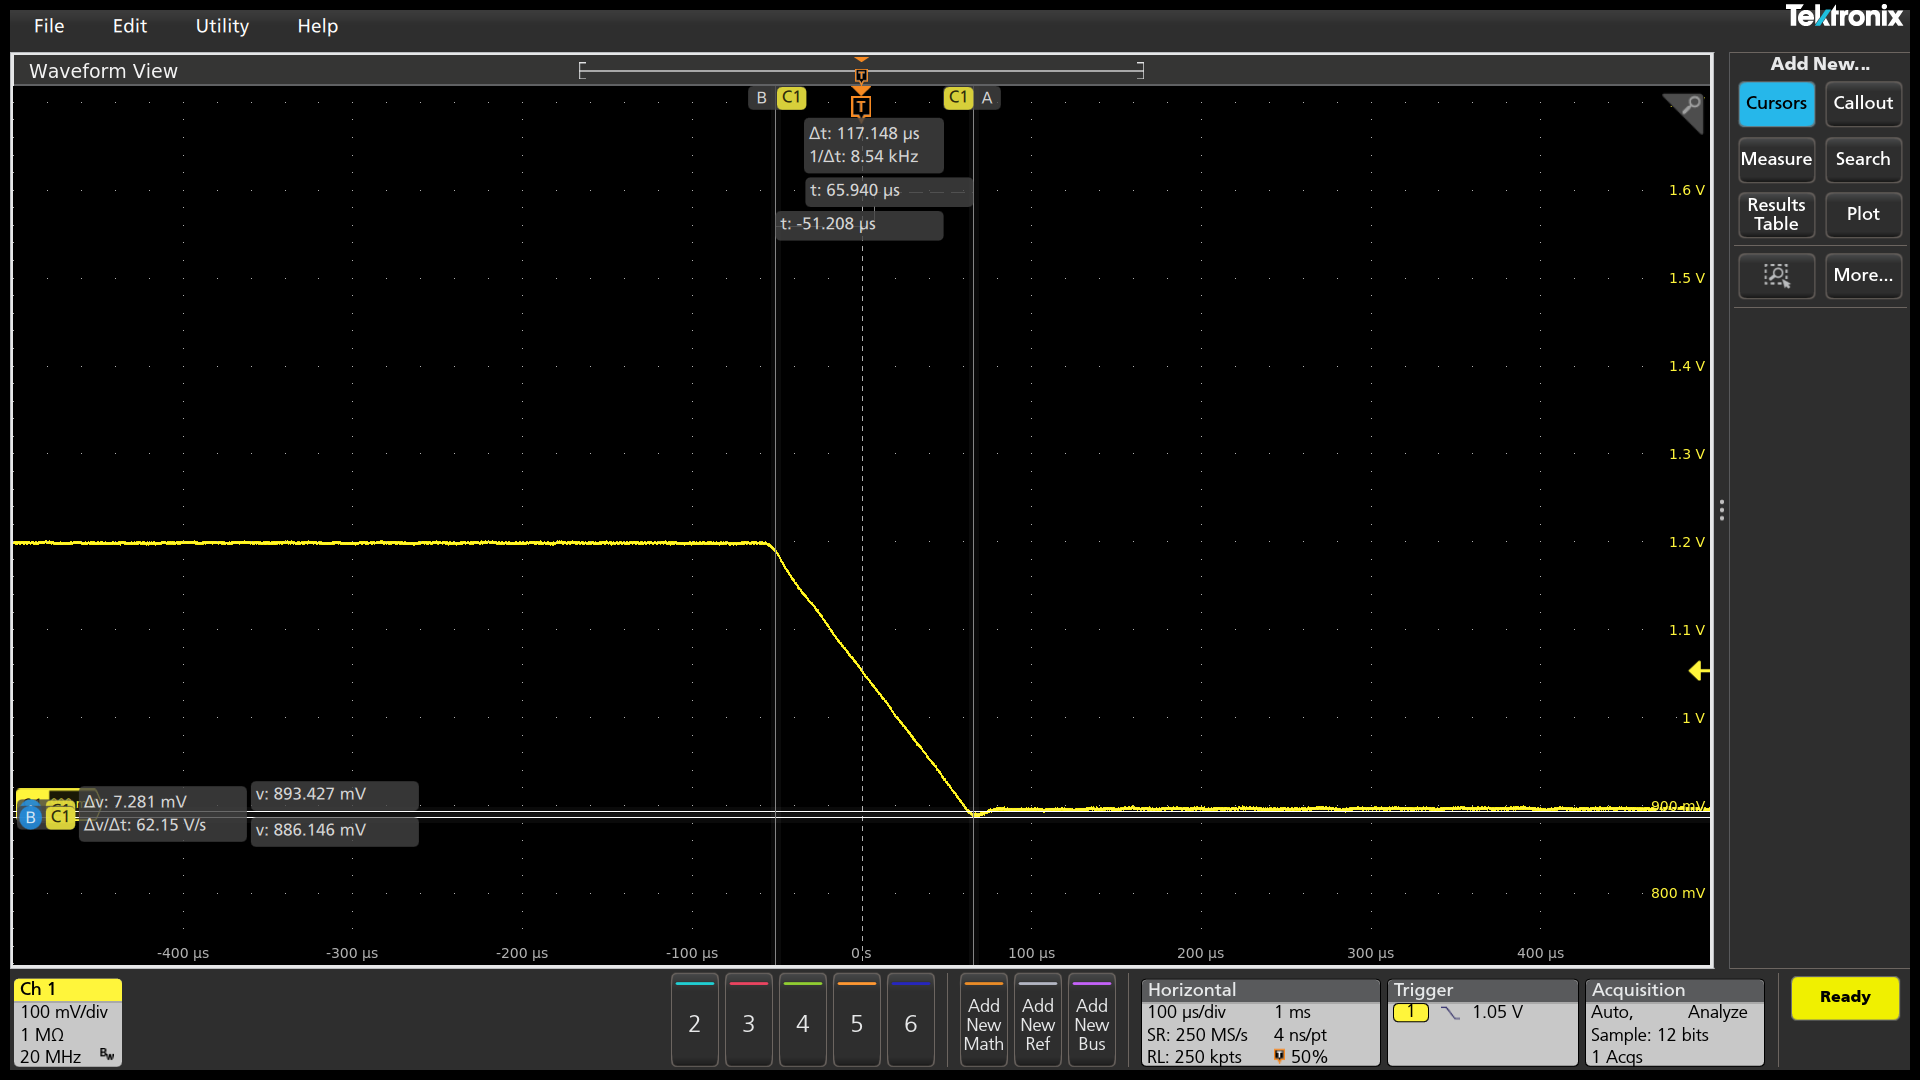 File Edit Utility Help
Tektronix
Waveform View
T
Add New...
B C1 T C1 A
Cursors Callout
Δt: 117.148 µs
1/Δt: 8.54 kHz
Measure Search
t: 65.940 µs
1.6 V
Results Table
Plot
t: -51.208 µs
1.5 V
More...
1.4 V
1.3 V
1.2 V
1.1 V
1 V
v: 893.427 mV
Δv: 7.281 mV
900 mV
B C1
Δv/Δt: 62.15 V/s
v: 886.146 mV
800 mV
-400 µs -300 µs -200 µs -100 µs 0 s 100 µs 200 µs 300 µs 400 µs
Ch 1
100 mV/div
1 MΩ
20 MHz Bw
2 3 4 5 6
Add New Math
Add New Ref
Add New Bus
Horizontal
100 µs/div 1 ms
SR: 250 MS/s 4 ns/pt
RL: 250 kpts T 50%
Trigger
1 1.05 V
Acquisition
Auto, Analyze
Sample: 12 bits
1 Acqs
Ready